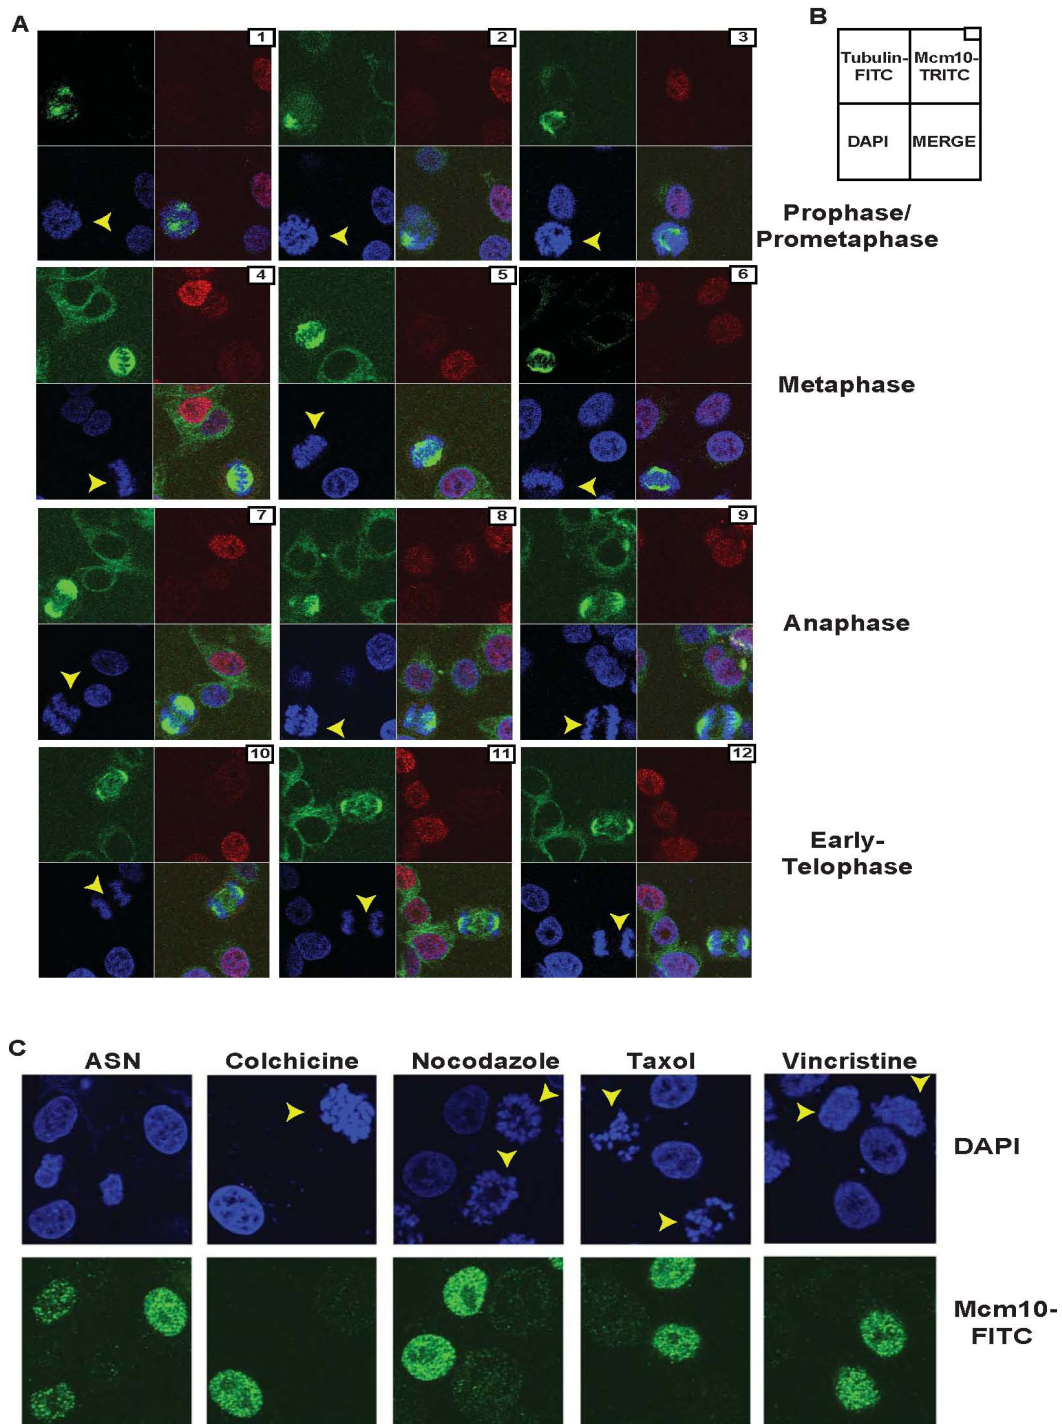 A
B
1
2
3
Tubulin-
FITC
Mcm10-
TRITC
DAPI
MERGE
Prophase/
Prometaphase
4
5
6
Metaphase
7
8
9
Anaphase
10
11
12
Early-
Telophase
C
ASN
Colchicine
Nocodazole
Taxol
Vincristine
DAPI
Mcm10-
FITC